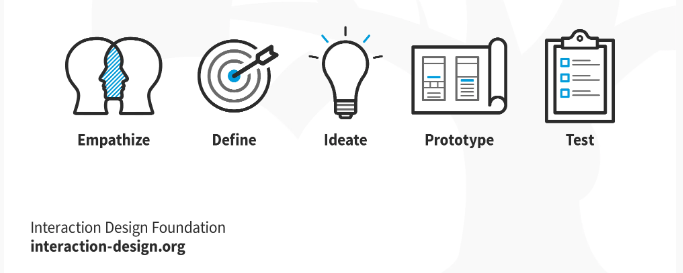 Empathize Define Ideate Prototype Test
Interaction Design Foundation
interaction-design.org